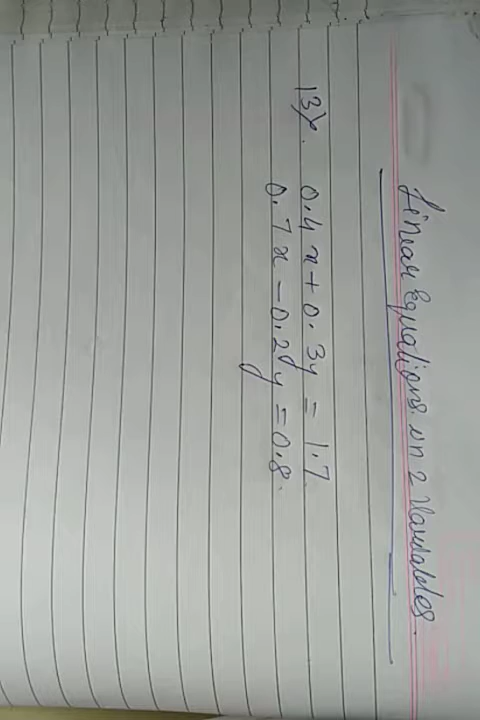 Linear Equations in 2 Variables.
13). 0.4x + 0.3y = 1.7
0.7x - 0.2y = 0.8.